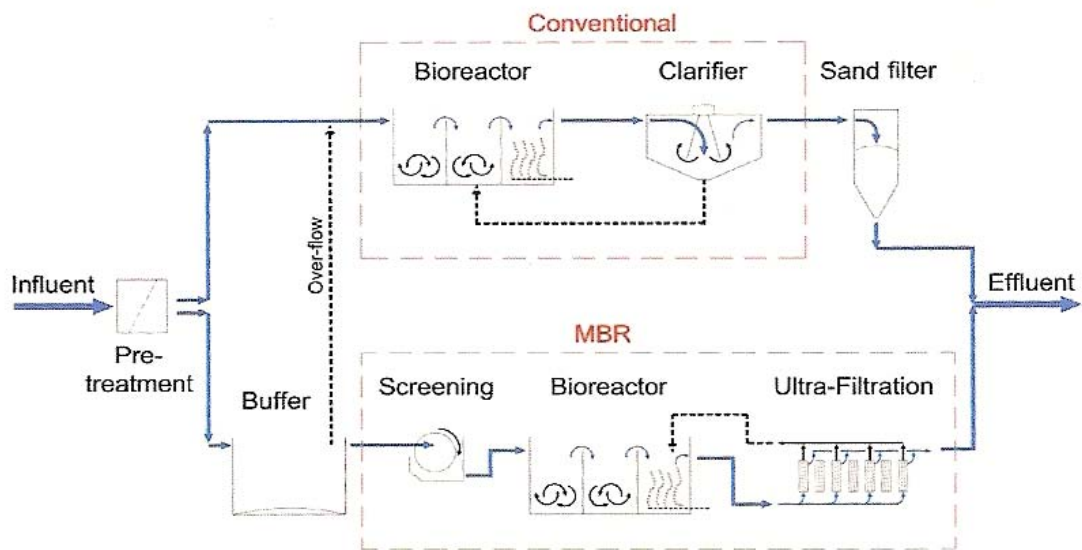 Conventional
Bioreactor
Clarifier
Sand filter
Over-flow
Influent
Effluent
Pre-
treatment
MBR
Buffer
Screening
Bioreactor
Ultra-Filtration